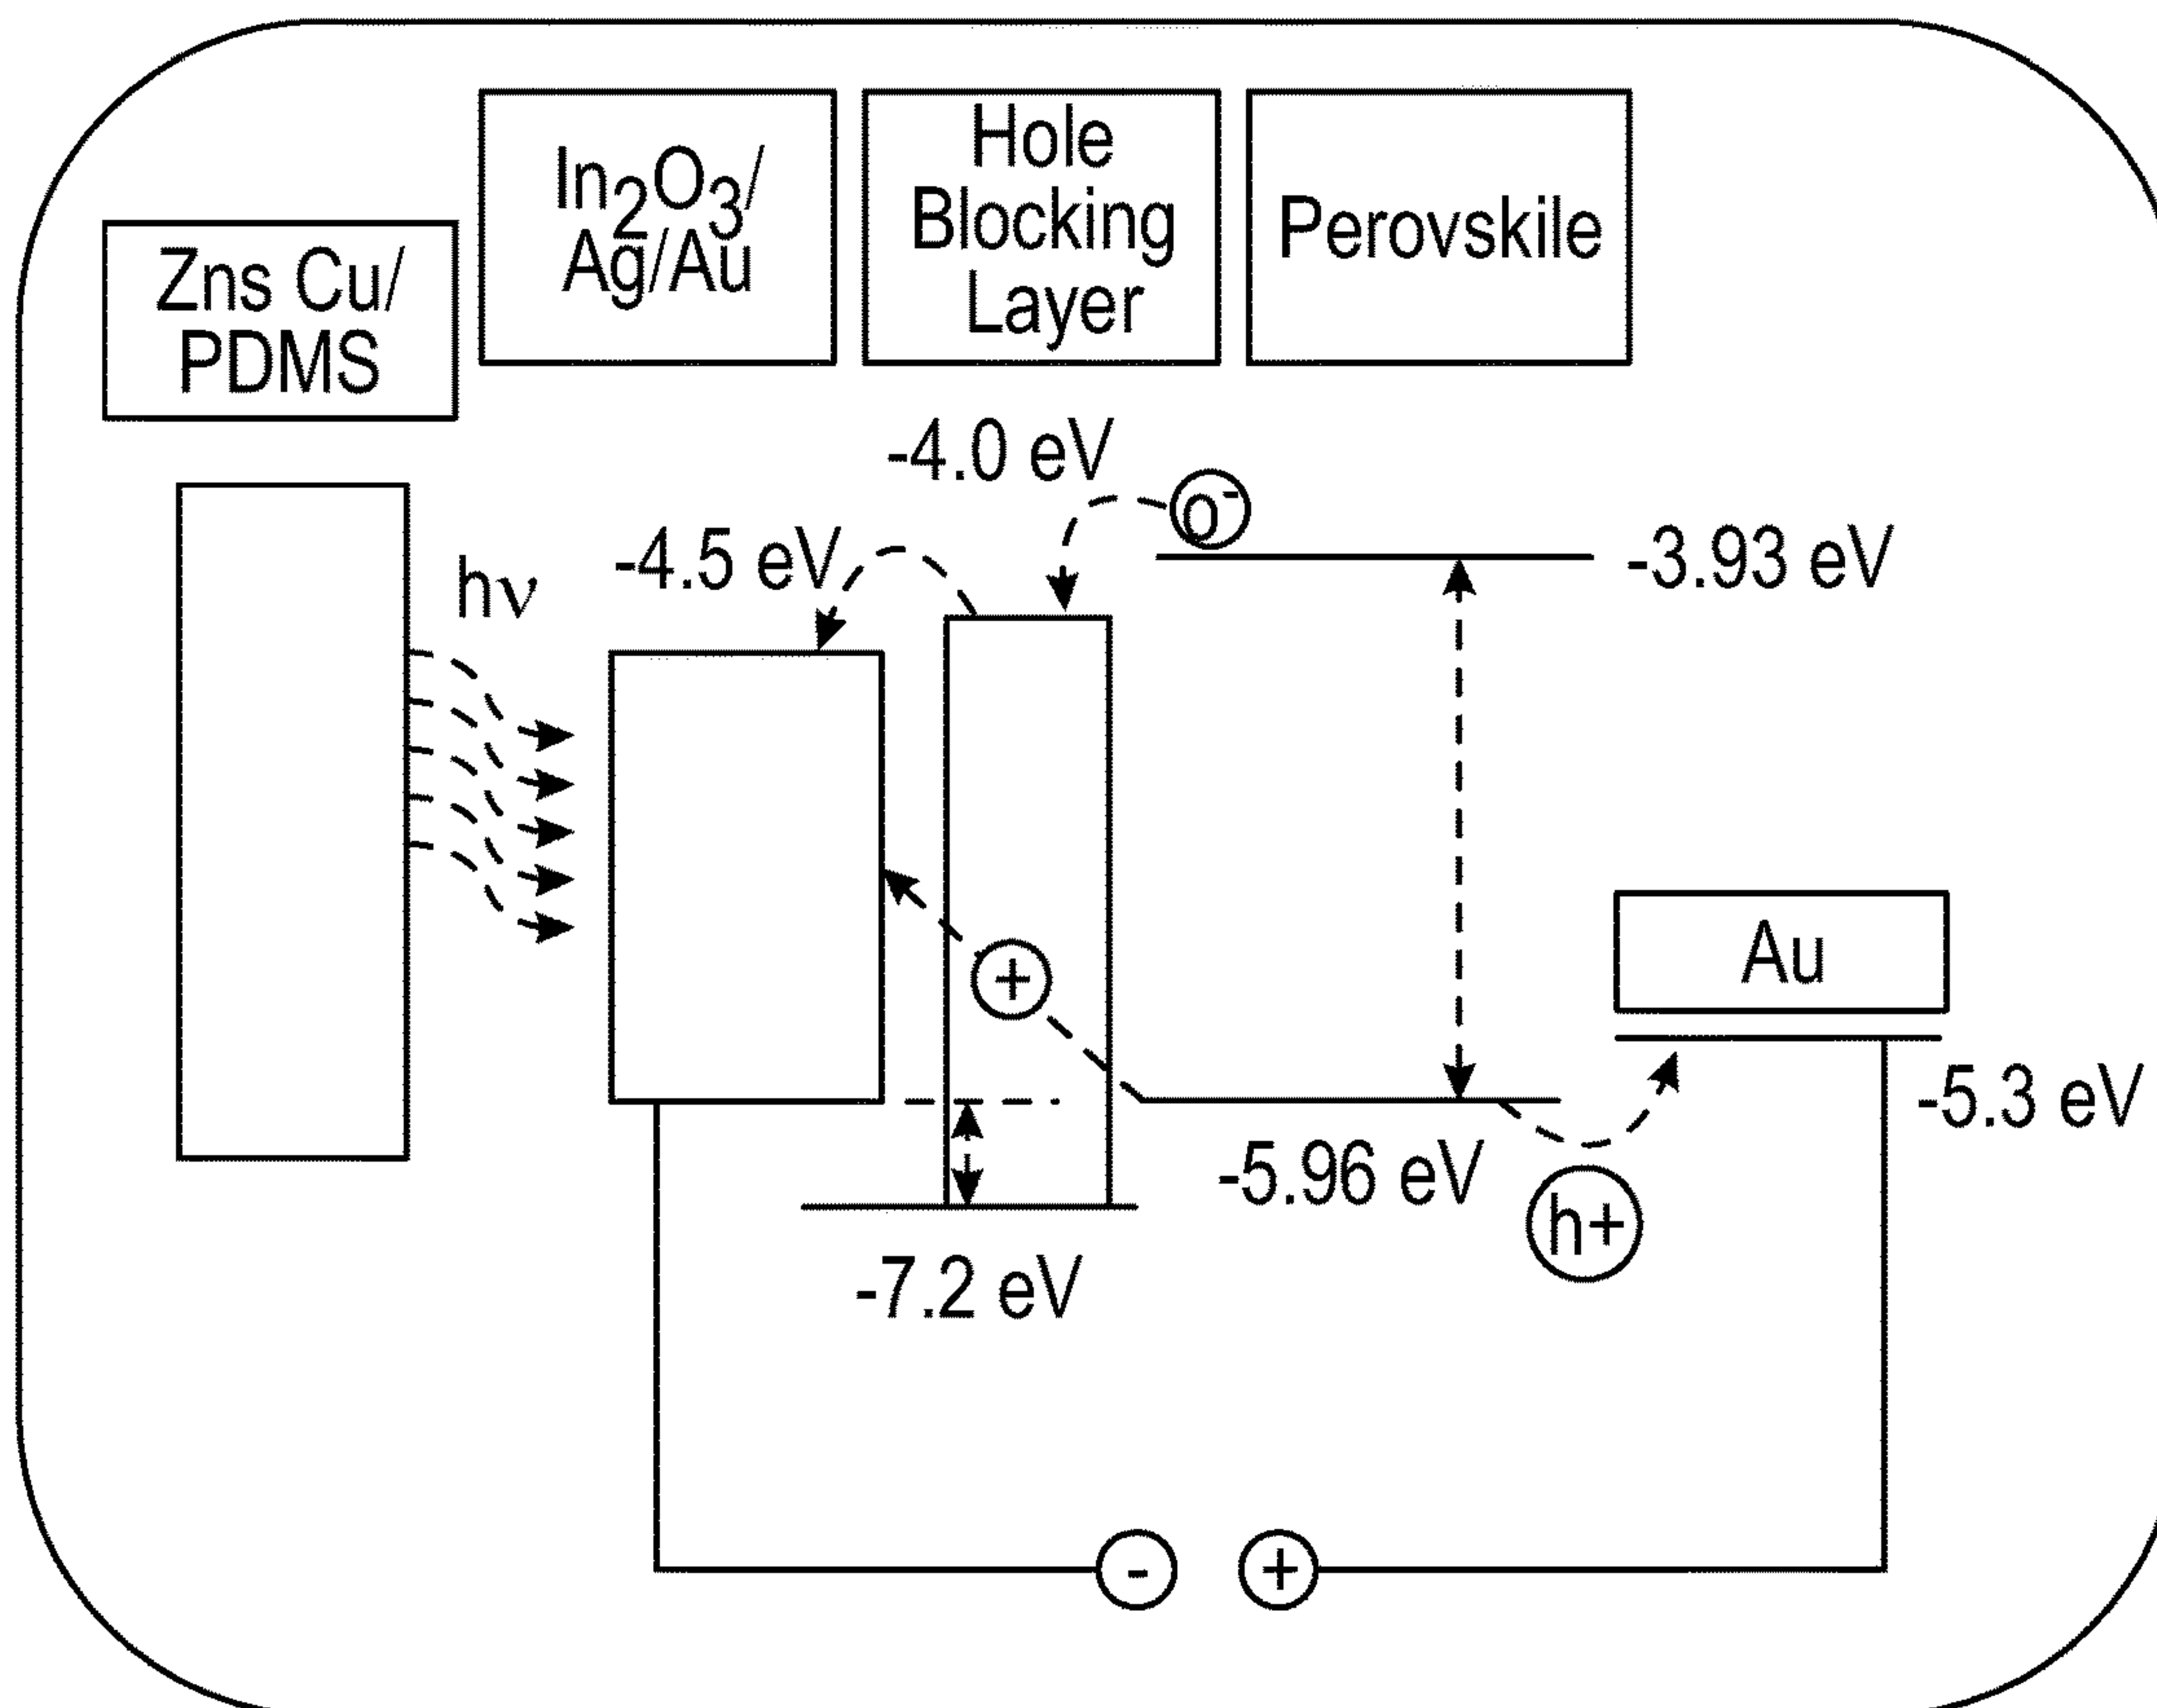 Zns Cu/
PDMS
In₂O₃/
Ag/Au
Hole
Blocking
Layer
Perovskile
-4.0 eV
o⁻
-4.5 eV
-3.93 eV
hν
+
Au
-5.3 eV
-5.96 eV
h+
-7.2 eV
-
+